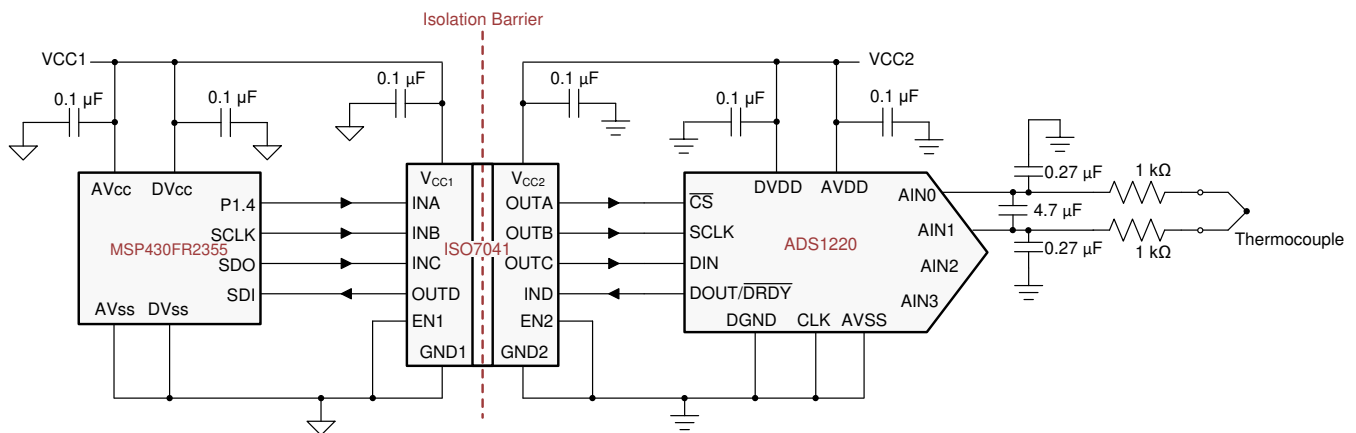 Isolation Barrier
VCC1
VCC2
0.1 µF
0.1 µF
0.1 µF
0.1 µF
0.1 µF
0.1 µF
AVcc
DVcc
P1.4
SCLK
MSP430FR2355
SDO
SDI
AVss
DVss
VCC1
INA
INB
INC
OUTD
EN1
GND1
ISO7041
VCC2
OUTA
OUTB
OUTC
IND
EN2
GND2
DVDD
AVDD
CS
SCLK
DIN
DOUT/DRDY
ADS1220
AIN0
AIN1
AIN2
AIN3
DGND
CLK
AVSS
0.27 µF
4.7 µF
0.27 µF
1 kΩ
1 kΩ
Thermocouple